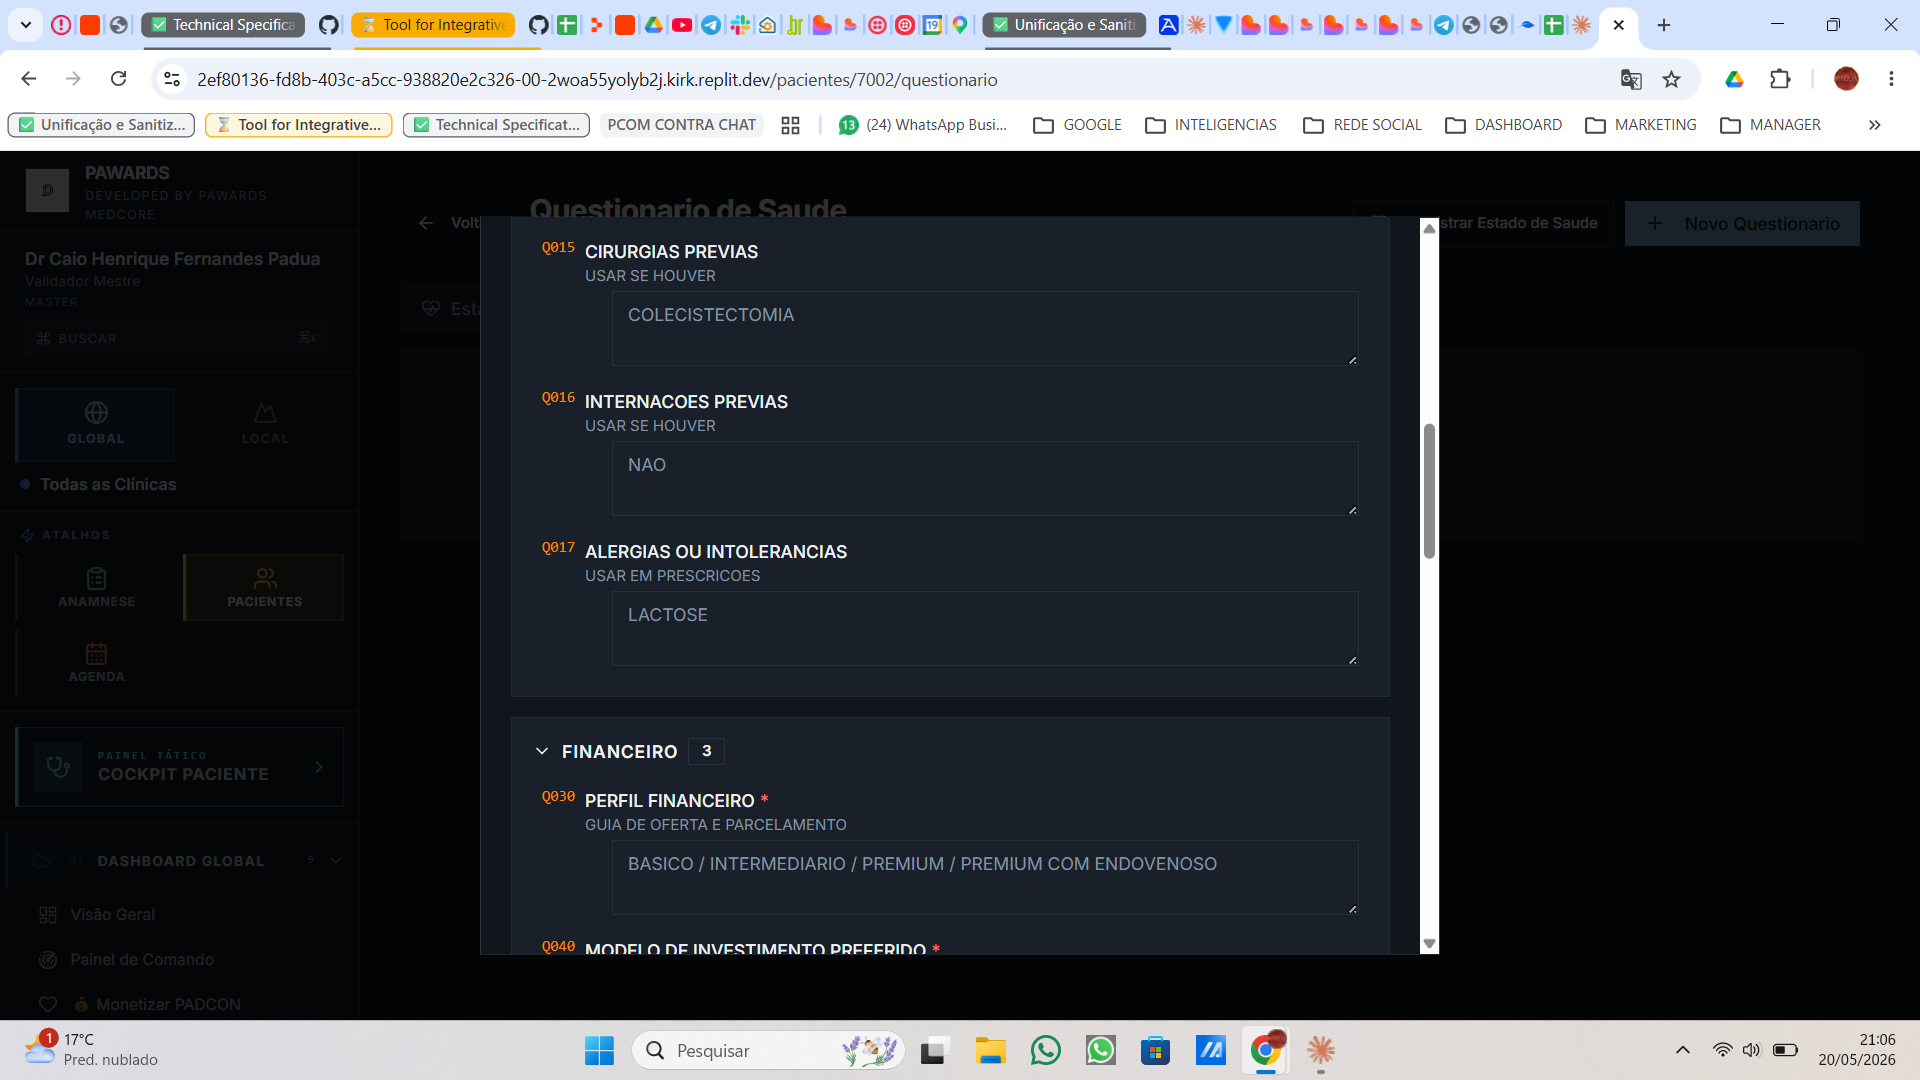 Technical Specifica
Tool for Integrative
Unificação e Saniti
2ef80136-fd8b-403c-a5cc-938820e2c326-00-2woa55yolyb2j.kirk.replit.dev/pacientes/7002/questionario
Unificação e Sanitiz...
Tool for Integrative...
Technical Specificat...
PCOM CONTRA CHAT
13
(24) WhatsApp Busi...
GOOGLE
INTELIGENCIAS
REDE SOCIAL
DASHBOARD
MARKETING
MANAGER
PAWARDS
DEVELOPED BY PAWARDS
MEDCORE
Dr Caio Henrique Fernandes Padua
Validador Mestre
MASTER
BUSCAR
⌘K
GLOBAL
LOCAL
Todas as Clínicas
ATALHOS
ANAMNESE
PACIENTES
AGENDA
PAINEL TÁTICO
COCKPIT PACIENTE
01 DASHBOARD GLOBAL 9
Visão Geral
Painel de Comando
Monetizar PADCON
Volt
Questionario de Saude
strar Estado de Saude
+ Novo Questionario
Esta
Q015 CIRURGIAS PREVIAS
USAR SE HOUVER
COLECISTECTOMIA
Q016 INTERNACOES PREVIAS
USAR SE HOUVER
NAO
Q017 ALERGIAS OU INTOLERANCIAS
USAR EM PRESCRICOES
LACTOSE
FINANCEIRO 3
Q030 PERFIL FINANCEIRO *
GUIA DE OFERTA E PARCELAMENTO
BASICO / INTERMEDIARIO / PREMIUM / PREMIUM COM ENDOVENOSO
Q040 MODELO DE INVESTIMENTO PREFERIDO *
1
17°C
Pred. nublado
Pesquisar
21:06
20/05/2026